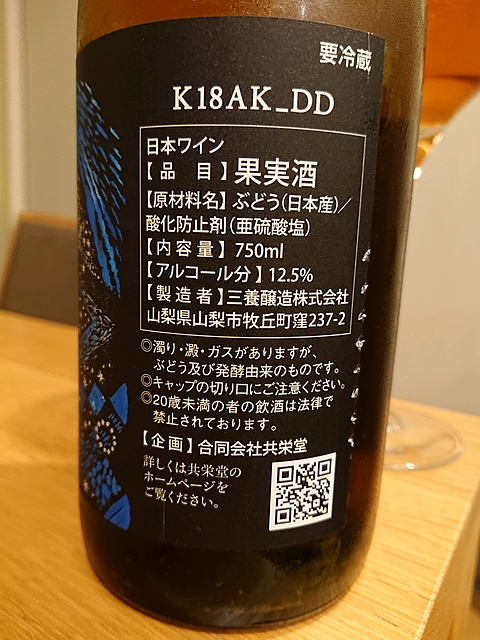 要冷蔵
K18AK_DD
日本ワイン
【品 目】果実酒
【原材料名】ぶどう(日本産)／
酸化防止剤(亜硫酸塩)
【内容量】750ml
【アルコール分】12.5%
【製造者】三養醸造株式会社
山梨県山梨市牧丘町窪237-2
◎濁り・澱・ガスがありますが、
ぶどう及び発酵由来のものです。
◎キャップの切り口にご注意ください。
◎20歳未満の者の飲酒は法律で
禁止されております。
【企画】合同会社共栄堂
詳しくは共栄堂の
ホームページを
ご覧ください。